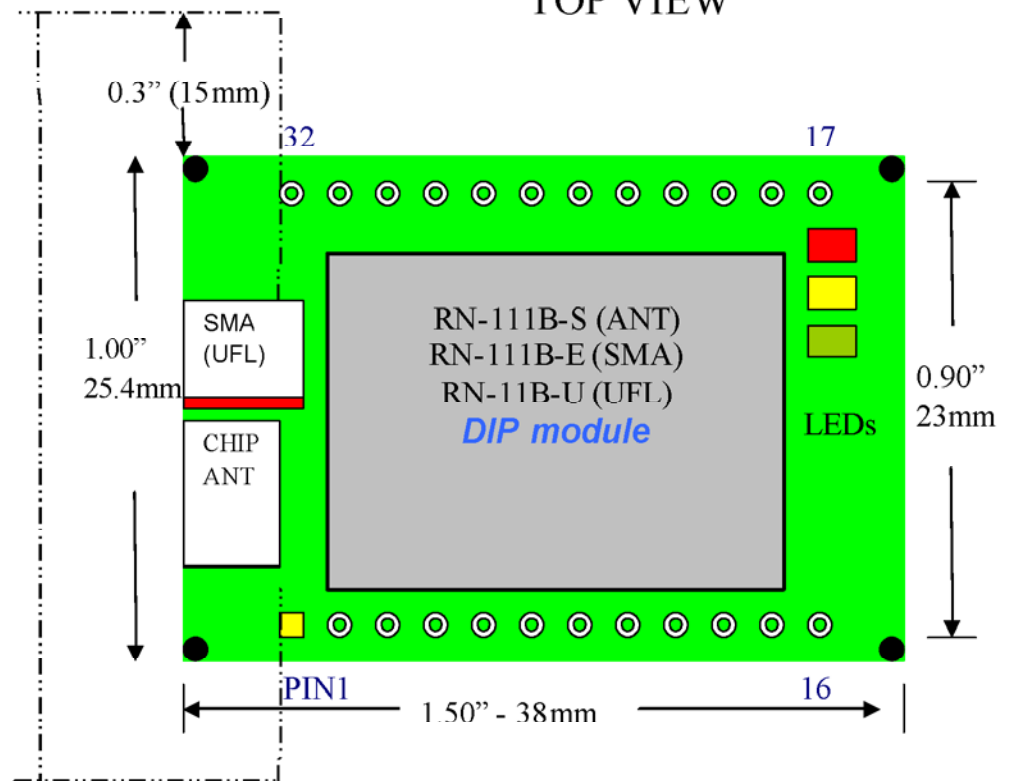 TOP VIEW
0.3” (15mm)
32
17
SMA
(UFL)
RN-111B-S (ANT)
RN-111B-E (SMA)
RN-11B-U (UFL)
DIP module
1.00”
25.4mm
0.90”
23mm
LEDs
CHIP
ANT
PIN1
16
1.50” - 38mm